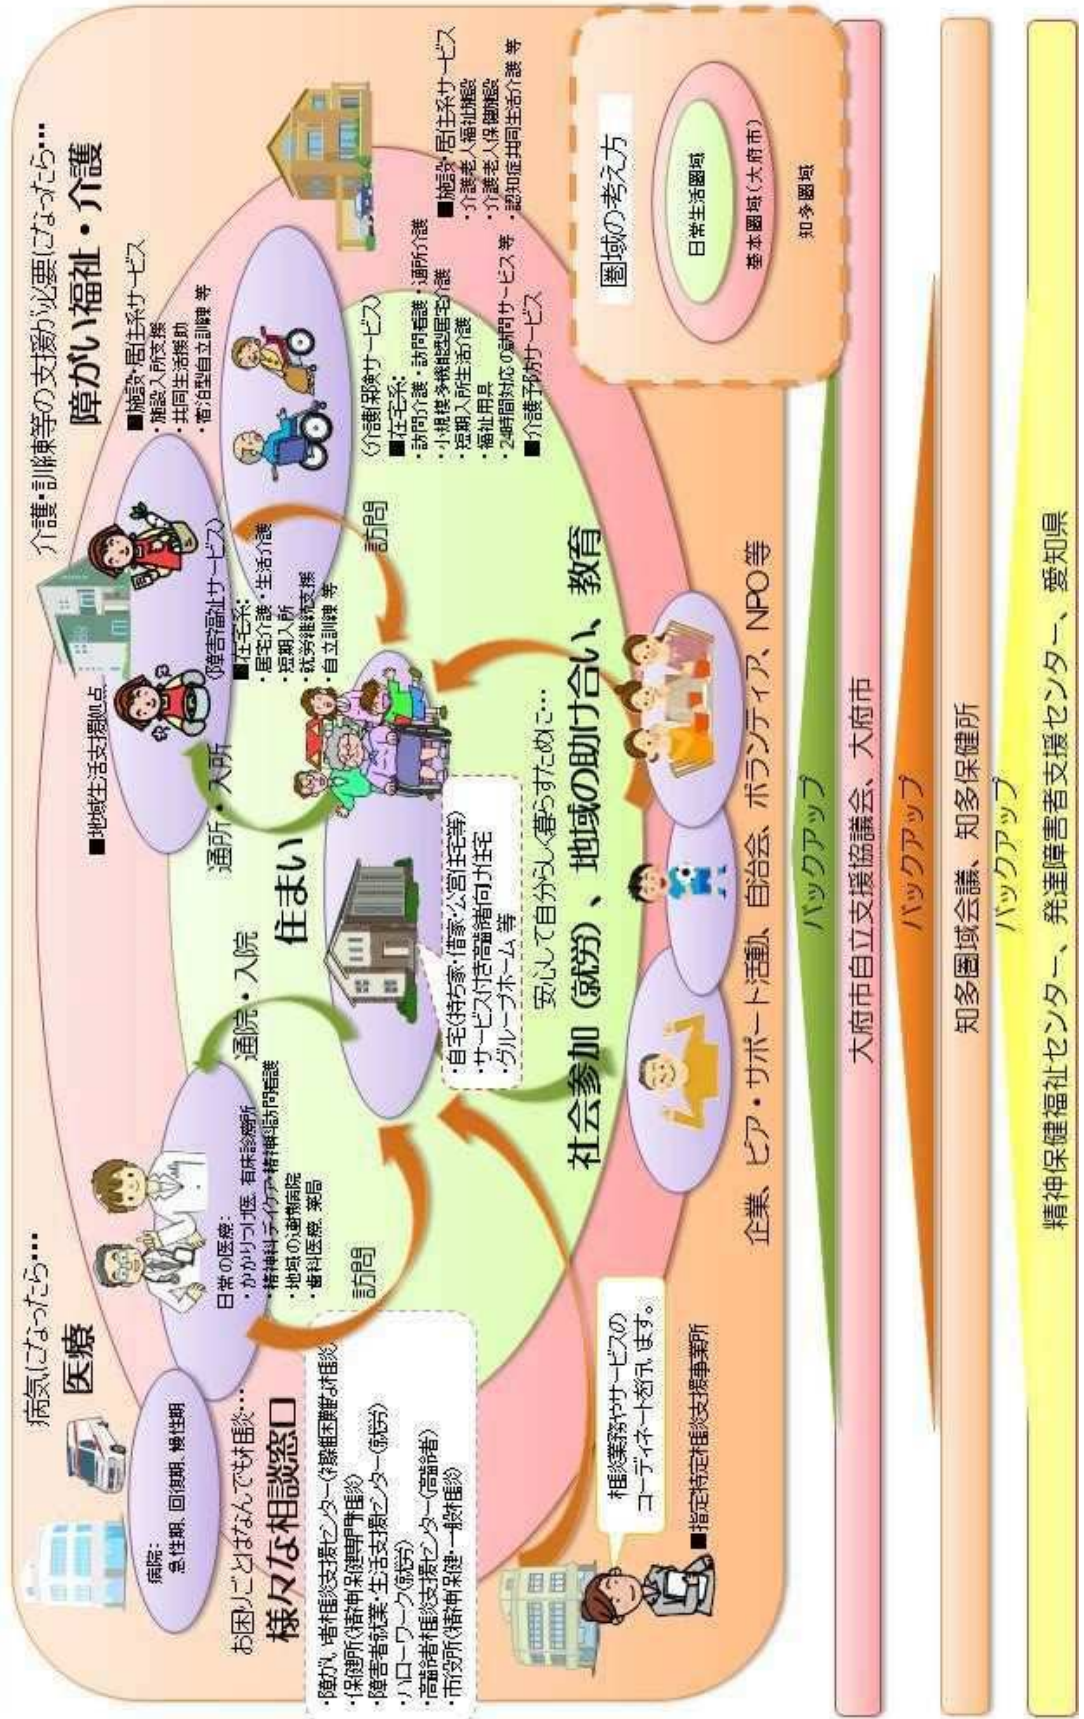 病気になったら…
医療
病院：
急性期、回復期、慢性期
日常の医療：
・かかりつけ医、有床診療所
・精神科デイケア・精神科訪問看護
・地域の連携病院
・歯科医療、薬局
通院・入院
訪問
介護・訓練等の支援が必要になったら…
障がい福祉・介護
■地域生活支援拠点
■施設・居住系サービス
・施設入所支援
・共同生活援助
・宿泊型自立訓練 等
(障害福祉サービス)
■在宅系：
・居宅介護・生活介護
・短期入所
・就労継続支援
・自立訓練 等
通所・入所
訪問
(介護保険サービス)
■在宅系：
・訪問介護・訪問看護・通所介護
・小規模多機能型居宅介護
・短期入所生活介護
・福祉用具
・24時間対応の訪問サービス 等
■介護予防サービス
■施設・居住系サービス
・介護老人福祉施設
・介護老人保健施設
・認知症共同生活介護 等
お困りごとはなんでも相談…
様々な相談窓口
・障がい者相談支援センター(複雑困難な相談)
・保健所(精神保健専門相談)
・障害者就業・生活支援センター(就労)
・ハローワーク(就労)
・高齢者相談支援センター(高齢者)
・市役所(精神保健・一般相談)
住まい
・自宅(持ち家・借家・公営住宅等)
・サービス付き高齢者向け住宅
・グループホーム 等
安心して自分らしく暮らすために…
社会参加（就労）、地域の助け合い、教育
相談業務やサービスの
コーディネートを行います。
■指定特定相談支援事業所
企業、ピア・サポート活動、自治会、ボランティア、NPO等
圏域の考え方
日常生活圏域
基本圏域(大府市)
知多圏域
バックアップ
大府市自立支援協議会、大府市
バックアップ
知多圏域会議、知多保健所
バックアップ
精神保健福祉センター、発達障害者支援センター、愛知県